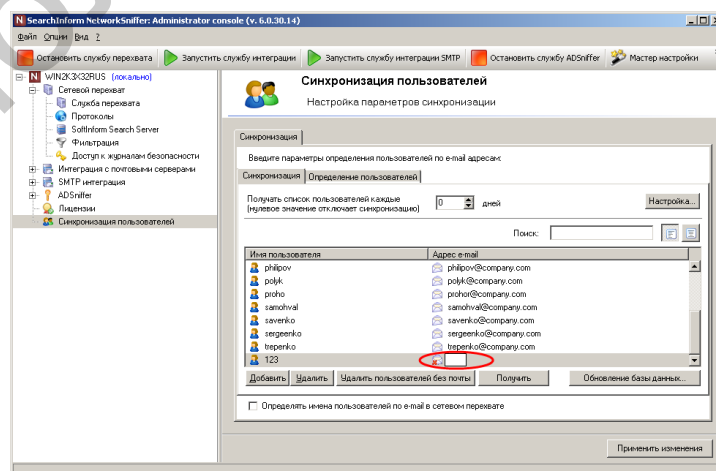 SearchInform NetworkSniffer: Administrator console (v. 6.0.30.14)
Файл Опции Вид ?
Остановить службу перехвата Запустить службу интеграции Запустить службу интеграции SMTP Остановить службу ADSniffer Мастер настройки
WIN2K3X32RUS (локально)
Сетевой перехват
Служба перехвата
Протоколы
SoftInform Search Server
Фильтрация
Доступ к журналам безопасности
Интеграция с почтовыми серверами
SMTP интеграция
ADSniffer
Лицензии
Синхронизация пользователей
Синхронизация пользователей
Настройка параметров синхронизации
Синхронизация
Введите параметры определения пользователей по e-mail адресам:
Синхронизация Определение пользователей
Получать список пользователей каждые
(нулевое значение отключает синхронизацию)
0 дней Настройка...
Поиск:
Имя пользователя Адрес e-mail
philipov philipov@company.com
polyk polyk@company.com
proho prohor@company.com
samohval samohval@company.com
savenko savenko@company.com
sergeenko sergeenko@company.com
trepenko trepenko@company.com
123
Добавить Удалить Удалить пользователей без почты Получить Обновление базы данных...
Определять имена пользователей по e-mail в сетевом перехвате
Применить изменения